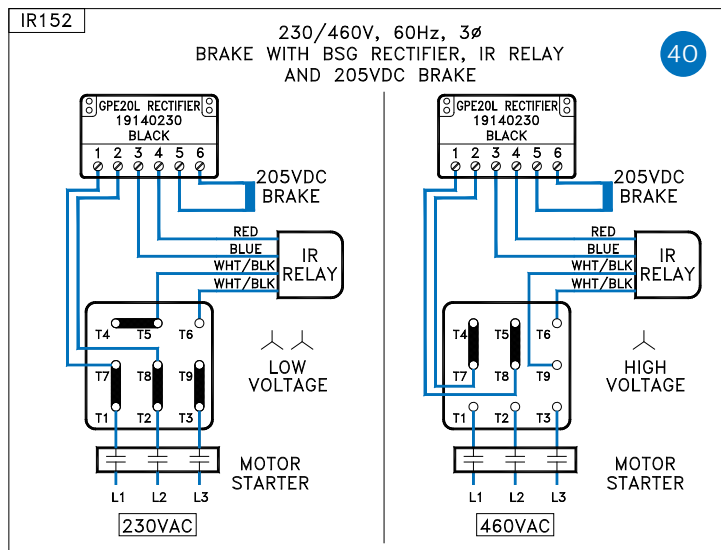 IR152
230/460V, 60Hz, 3ø
BRAKE WITH BSG RECTIFIER, IR RELAY
AND 205VDC BRAKE
40
GPE20L RECTIFIER
19140230
BLACK
1 2 3 4 5 6
205VDC
BRAKE
RED
BLUE
WHT/BLK
WHT/BLK
IR
RELAY
T4 T5 T6
T7 T8 T9
T1 T2 T3
LOW
VOLTAGE
MOTOR
STARTER
L1 L2 L3
230VAC
GPE20L RECTIFIER
19140230
BLACK
1 2 3 4 5 6
205VDC
BRAKE
RED
BLUE
WHT/BLK
WHT/BLK
IR
RELAY
T4 T5 T6
T7 T8 T9
T1 T2 T3
HIGH
VOLTAGE
MOTOR
STARTER
L1 L2 L3
460VAC